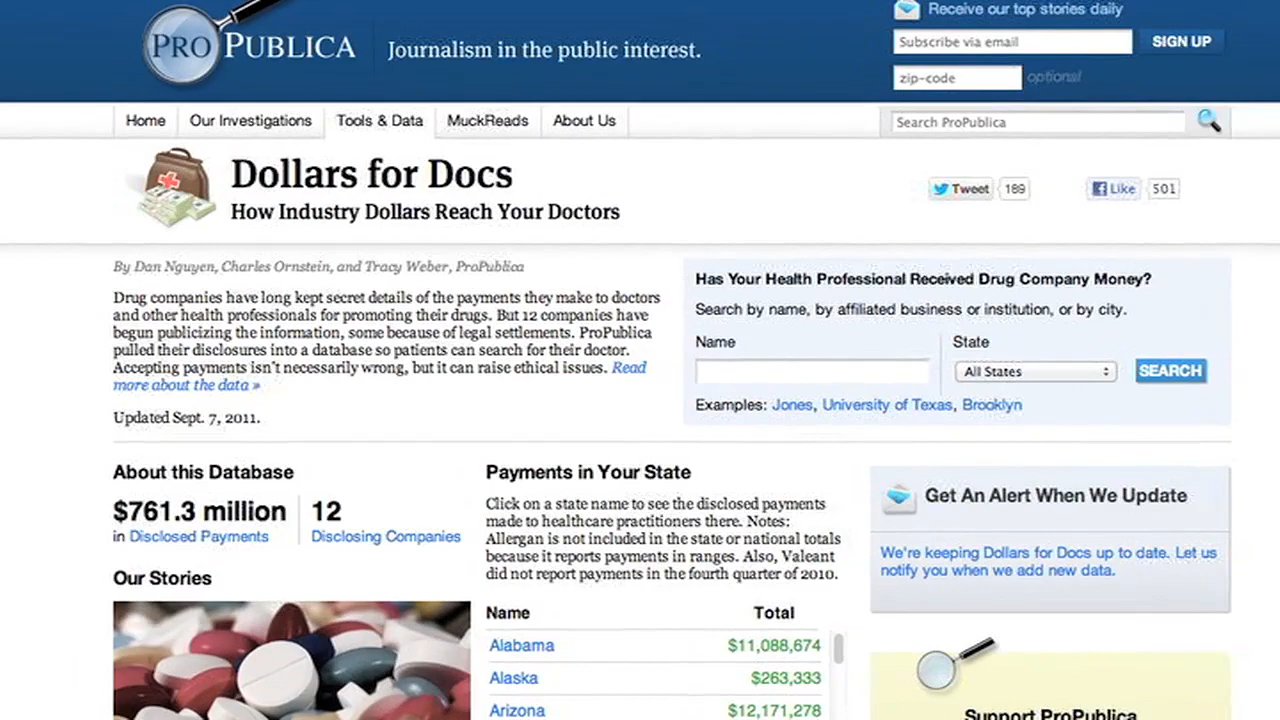 PROPUBLICA
Journalism in the public interest.
Receive our top stories daily
Subscribe via email
SIGN UP
zip-code
optional
Home
Our Investigations
Tools & Data
MuckReads
About Us
Search ProPublica
Dollars for Docs
How Industry Dollars Reach Your Doctors
Tweet
189
Like
501
By Dan Nguyen, Charles Ornstein, and Tracy Weber, ProPublica
Drug companies have long kept secret details of the payments they make to doctors
and other health professionals for promoting their drugs. But 12 companies have
begun publicizing the information, some because of legal settlements. ProPublica
pulled their disclosures into a database so patients can search for their doctor.
Accepting payments isn't necessarily wrong, but it can raise ethical issues. Read
more about the data »
Updated Sept. 7, 2011.
Has Your Health Professional Received Drug Company Money?
Search by name, by affiliated business or institution, or by city.
Name
State
All States
SEARCH
Examples: Jones, University of Texas, Brooklyn
About this Database
$761.3 million
in Disclosed Payments
12
Disclosing Companies
Our Stories
Payments in Your State
Click on a state name to see the disclosed payments
made to healthcare practitioners there. Notes:
Allergan is not included in the state or national totals
because it reports payments in ranges. Also, Valeant
did not report payments in the fourth quarter of 2010.
Name Total
Alabama $11,088,674
Alaska $263,333
Arizona $12,171,278
Get An Alert When We Update
We're keeping Dollars for Docs up to date. Let us
notify you when we add new data.
Support ProPublica